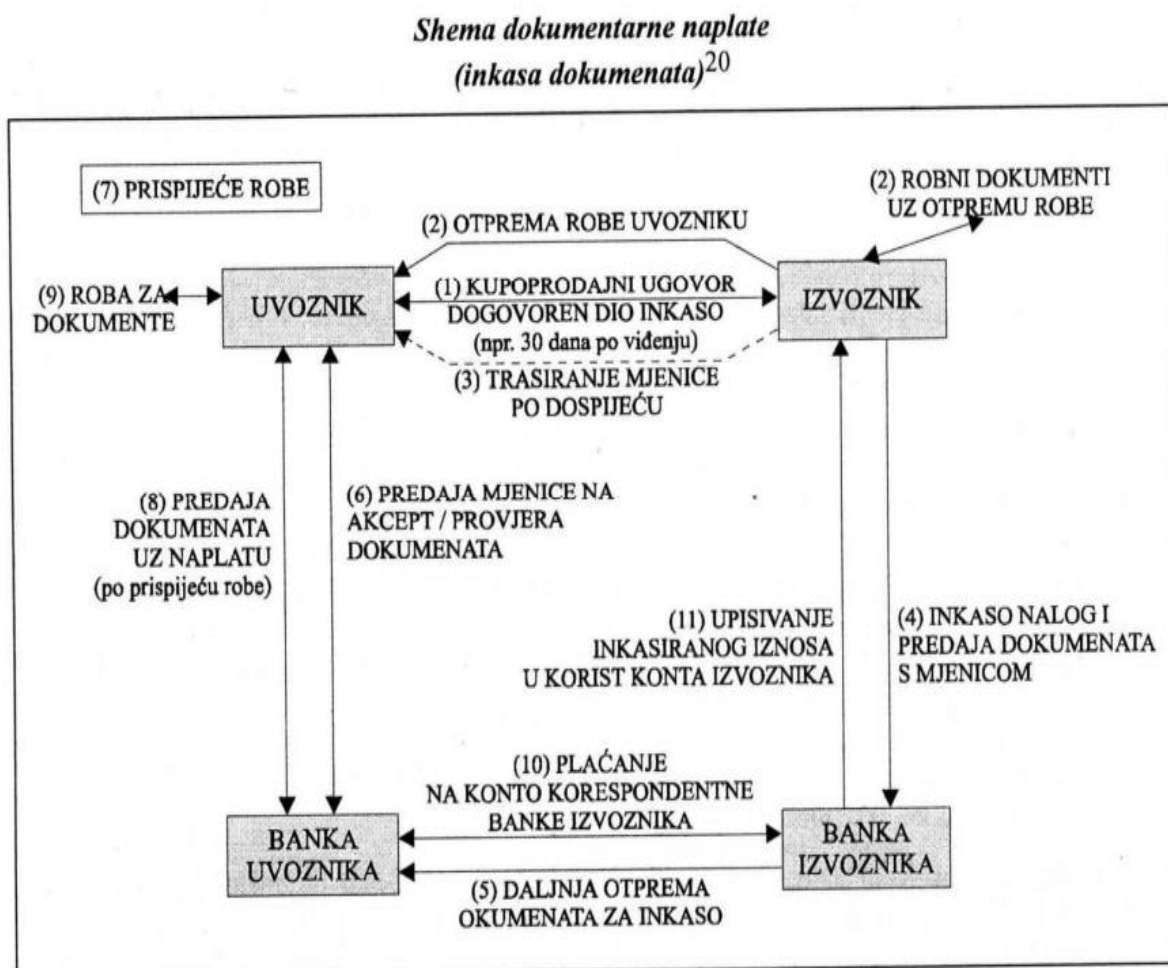 Shema dokumentarne naplate
(inkasa dokumenata)20
(7) PRISPIJEĆE ROBE
(2) ROBNI DOKUMENTI
UZ OTPREMU ROBE
(2) OTPREMA ROBE UVOZNIKU
(9) ROBA ZA
DOKUMENTE
UVOZNIK
(1) KUPOPRODAJNI UGOVOR
DOGOVOREN DIO INKASO
(npr. 30 dana po viđenju)
IZVOZNIK
(3) TRASIRANJE MJENICE
PO DOSPIJEĆU
(8) PREDAJA
DOKUMENATA
UZ NAPLATU
(po prispijeću robe)
(6) PREDAJA MJENICE NA
AKCEPT / PROVJERA
DOKUMENATA
(11) UPISIVANJE
INKASIRANOG IZNOSA
U KORIST KONTA IZVOZNIKA
(4) INKASO NALOG I
PREDAJA DOKUMENATA
S MJENICOM
(10) PLAĆANJE
NA KONTO KORESPONDENTNE
BANKE IZVOZNIKA
BANKA
UVOZNIKA
BANKA
IZVOZNIKA
(5) DALJNJA OTPREMA
OKUMENATA ZA INKASO